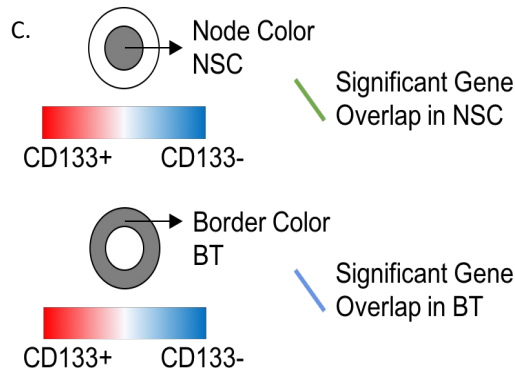 C.
Node Color
NSC
Significant Gene
Overlap in NSC
CD133+ CD133-
Border Color
BT
Significant Gene
Overlap in BT
CD133+ CD133-